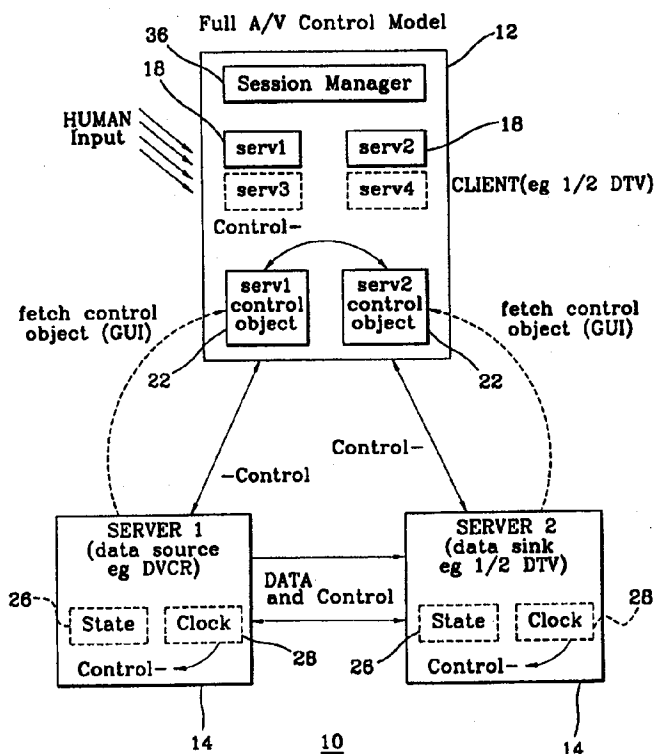 Full A/V Control Model
36
12
Session Manager
18
18
HUMAN
Input
serv1
serv2
serv3
serv4
CLIENT(eg 1/2 DTV)
Control-
serv1
control
object
serv2
control
object
fetch control
object (GUI)
fetch control
object (GUI)
22
22
Control-
-Control
SERVER 1
(data source
eg DVCR)
SERVER 2
(data sink
eg 1/2 DTV)
DATA
and Control
26
State
Clock
28
Control-
26
State
Clock
28
Control-
14
10
14